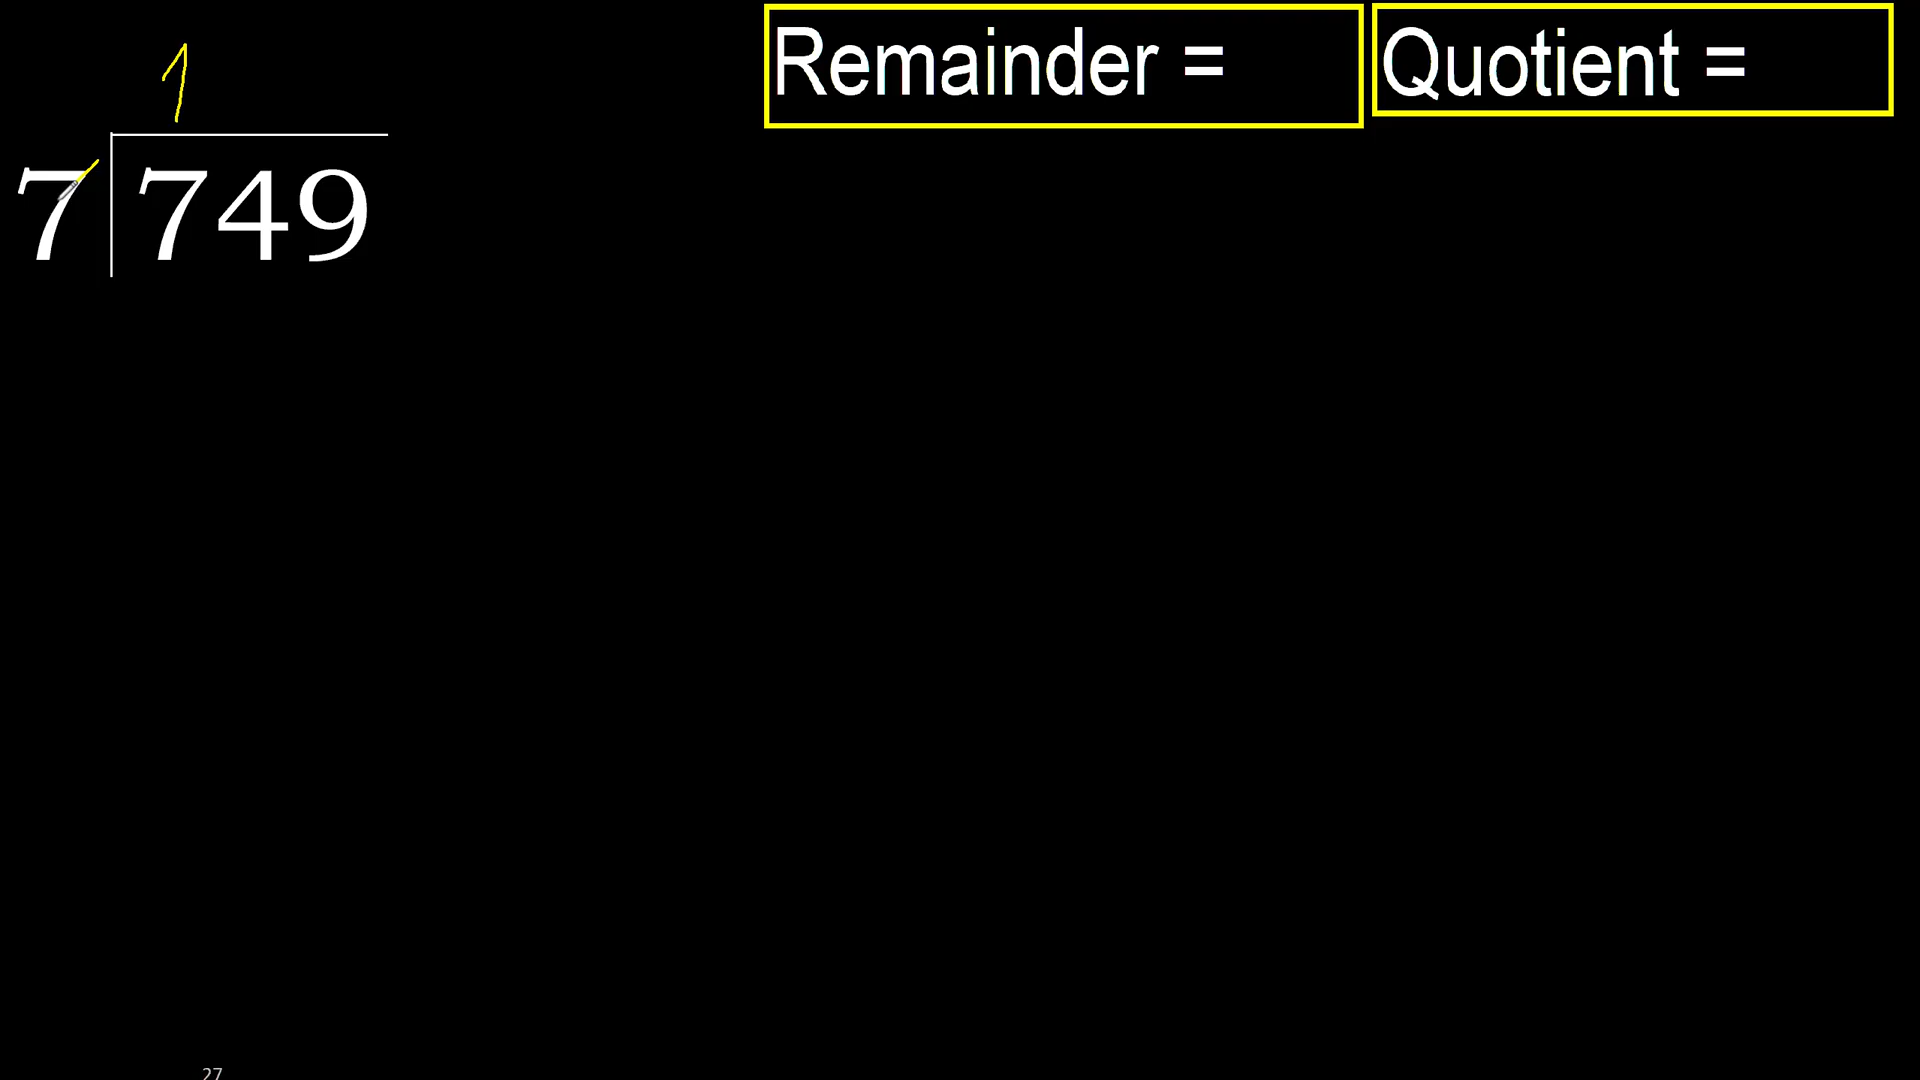 Remainder = Quotient =
1
7 749
27